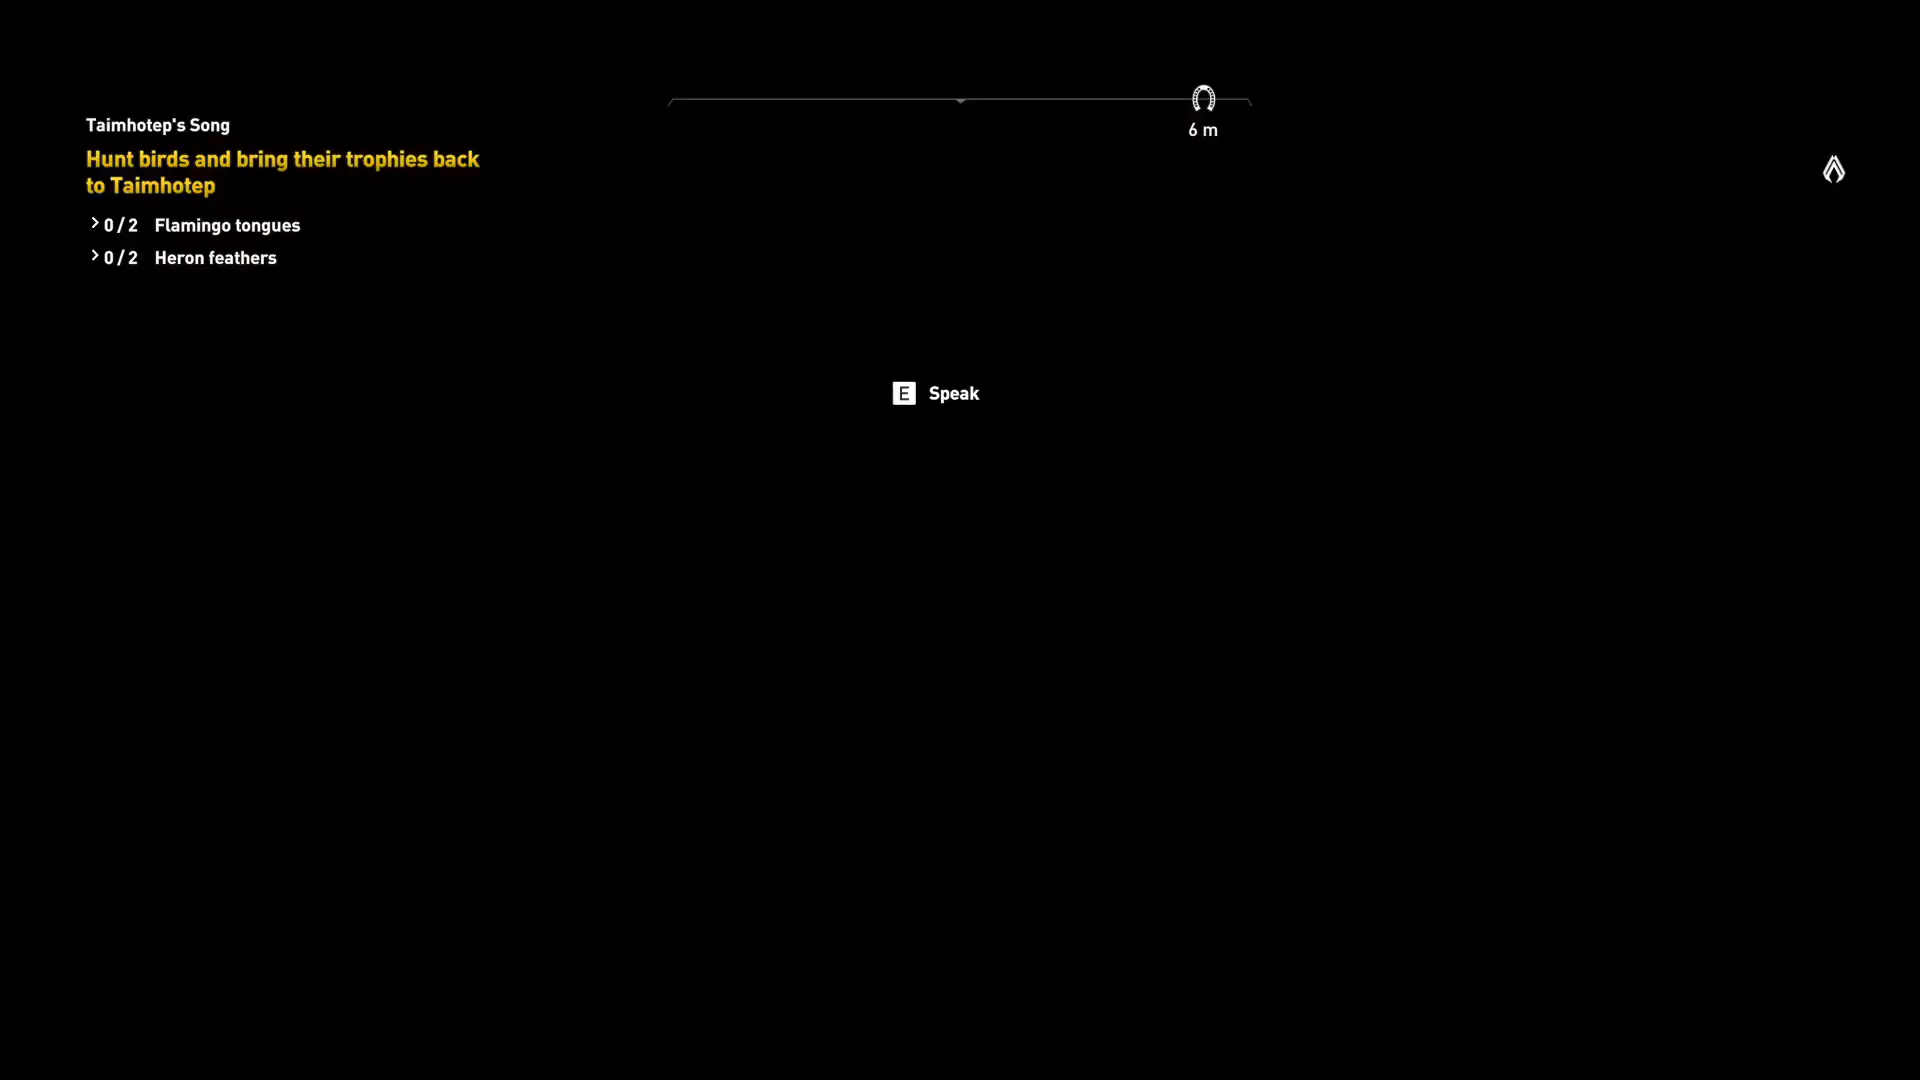 Taimhotep's Song
6 m
Hunt birds and bring their trophies back
to Taimhotep
0/2 Flamingo tongues
0/2 Heron feathers
E Speak